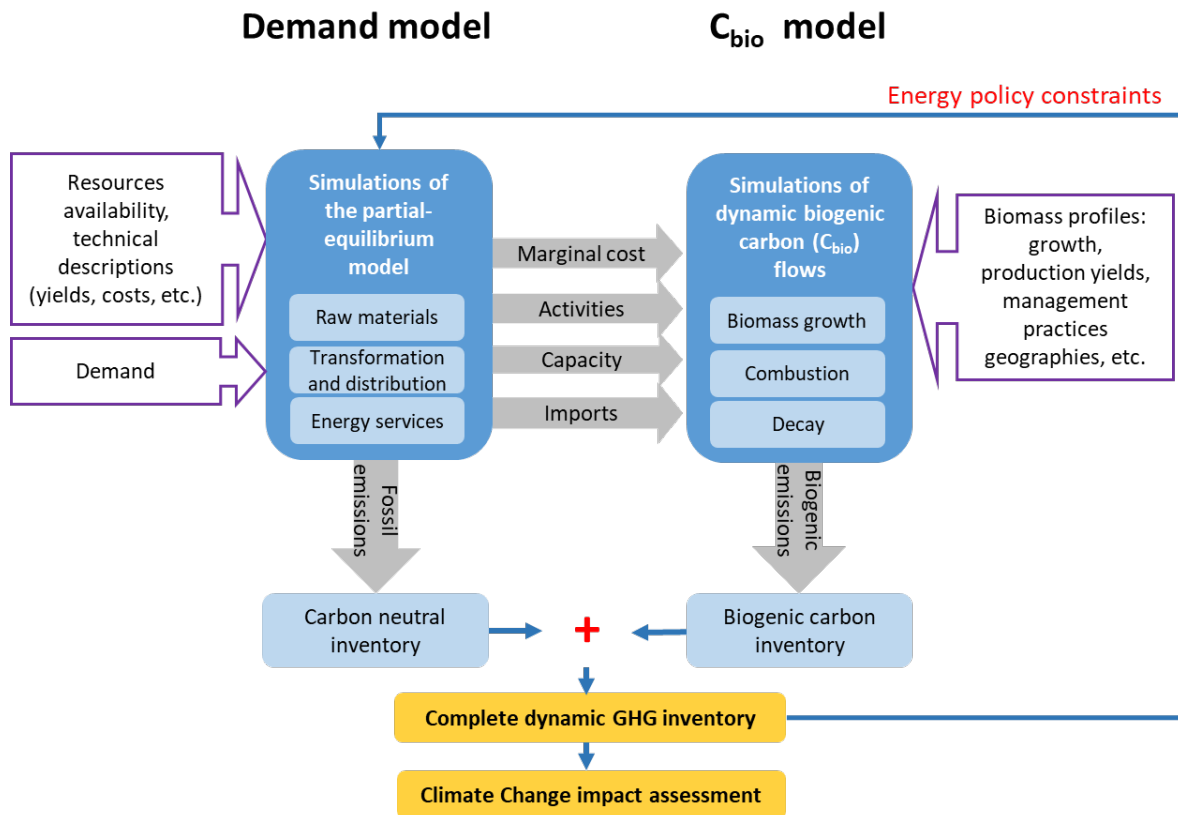 Demand model
C_bio model
Energy policy constraints
Resources
availability,
technical
descriptions
(yields, costs, etc.)
Demand
Simulations of
the partial-
equilibrium
model
Raw materials
Transformation
and distribution
Energy services
Marginal cost
Activities
Capacity
Imports
Simulations of
dynamic biogenic
carbon (C_bio)
flows
Biomass growth
Combustion
Decay
Biomass profiles:
growth,
production yields,
management
practices
geographies, etc.
Fossil
emissions
Biogenic
emissions
Carbon neutral
inventory
+
Biogenic carbon
inventory
Complete dynamic GHG inventory
Climate Change impact assessment